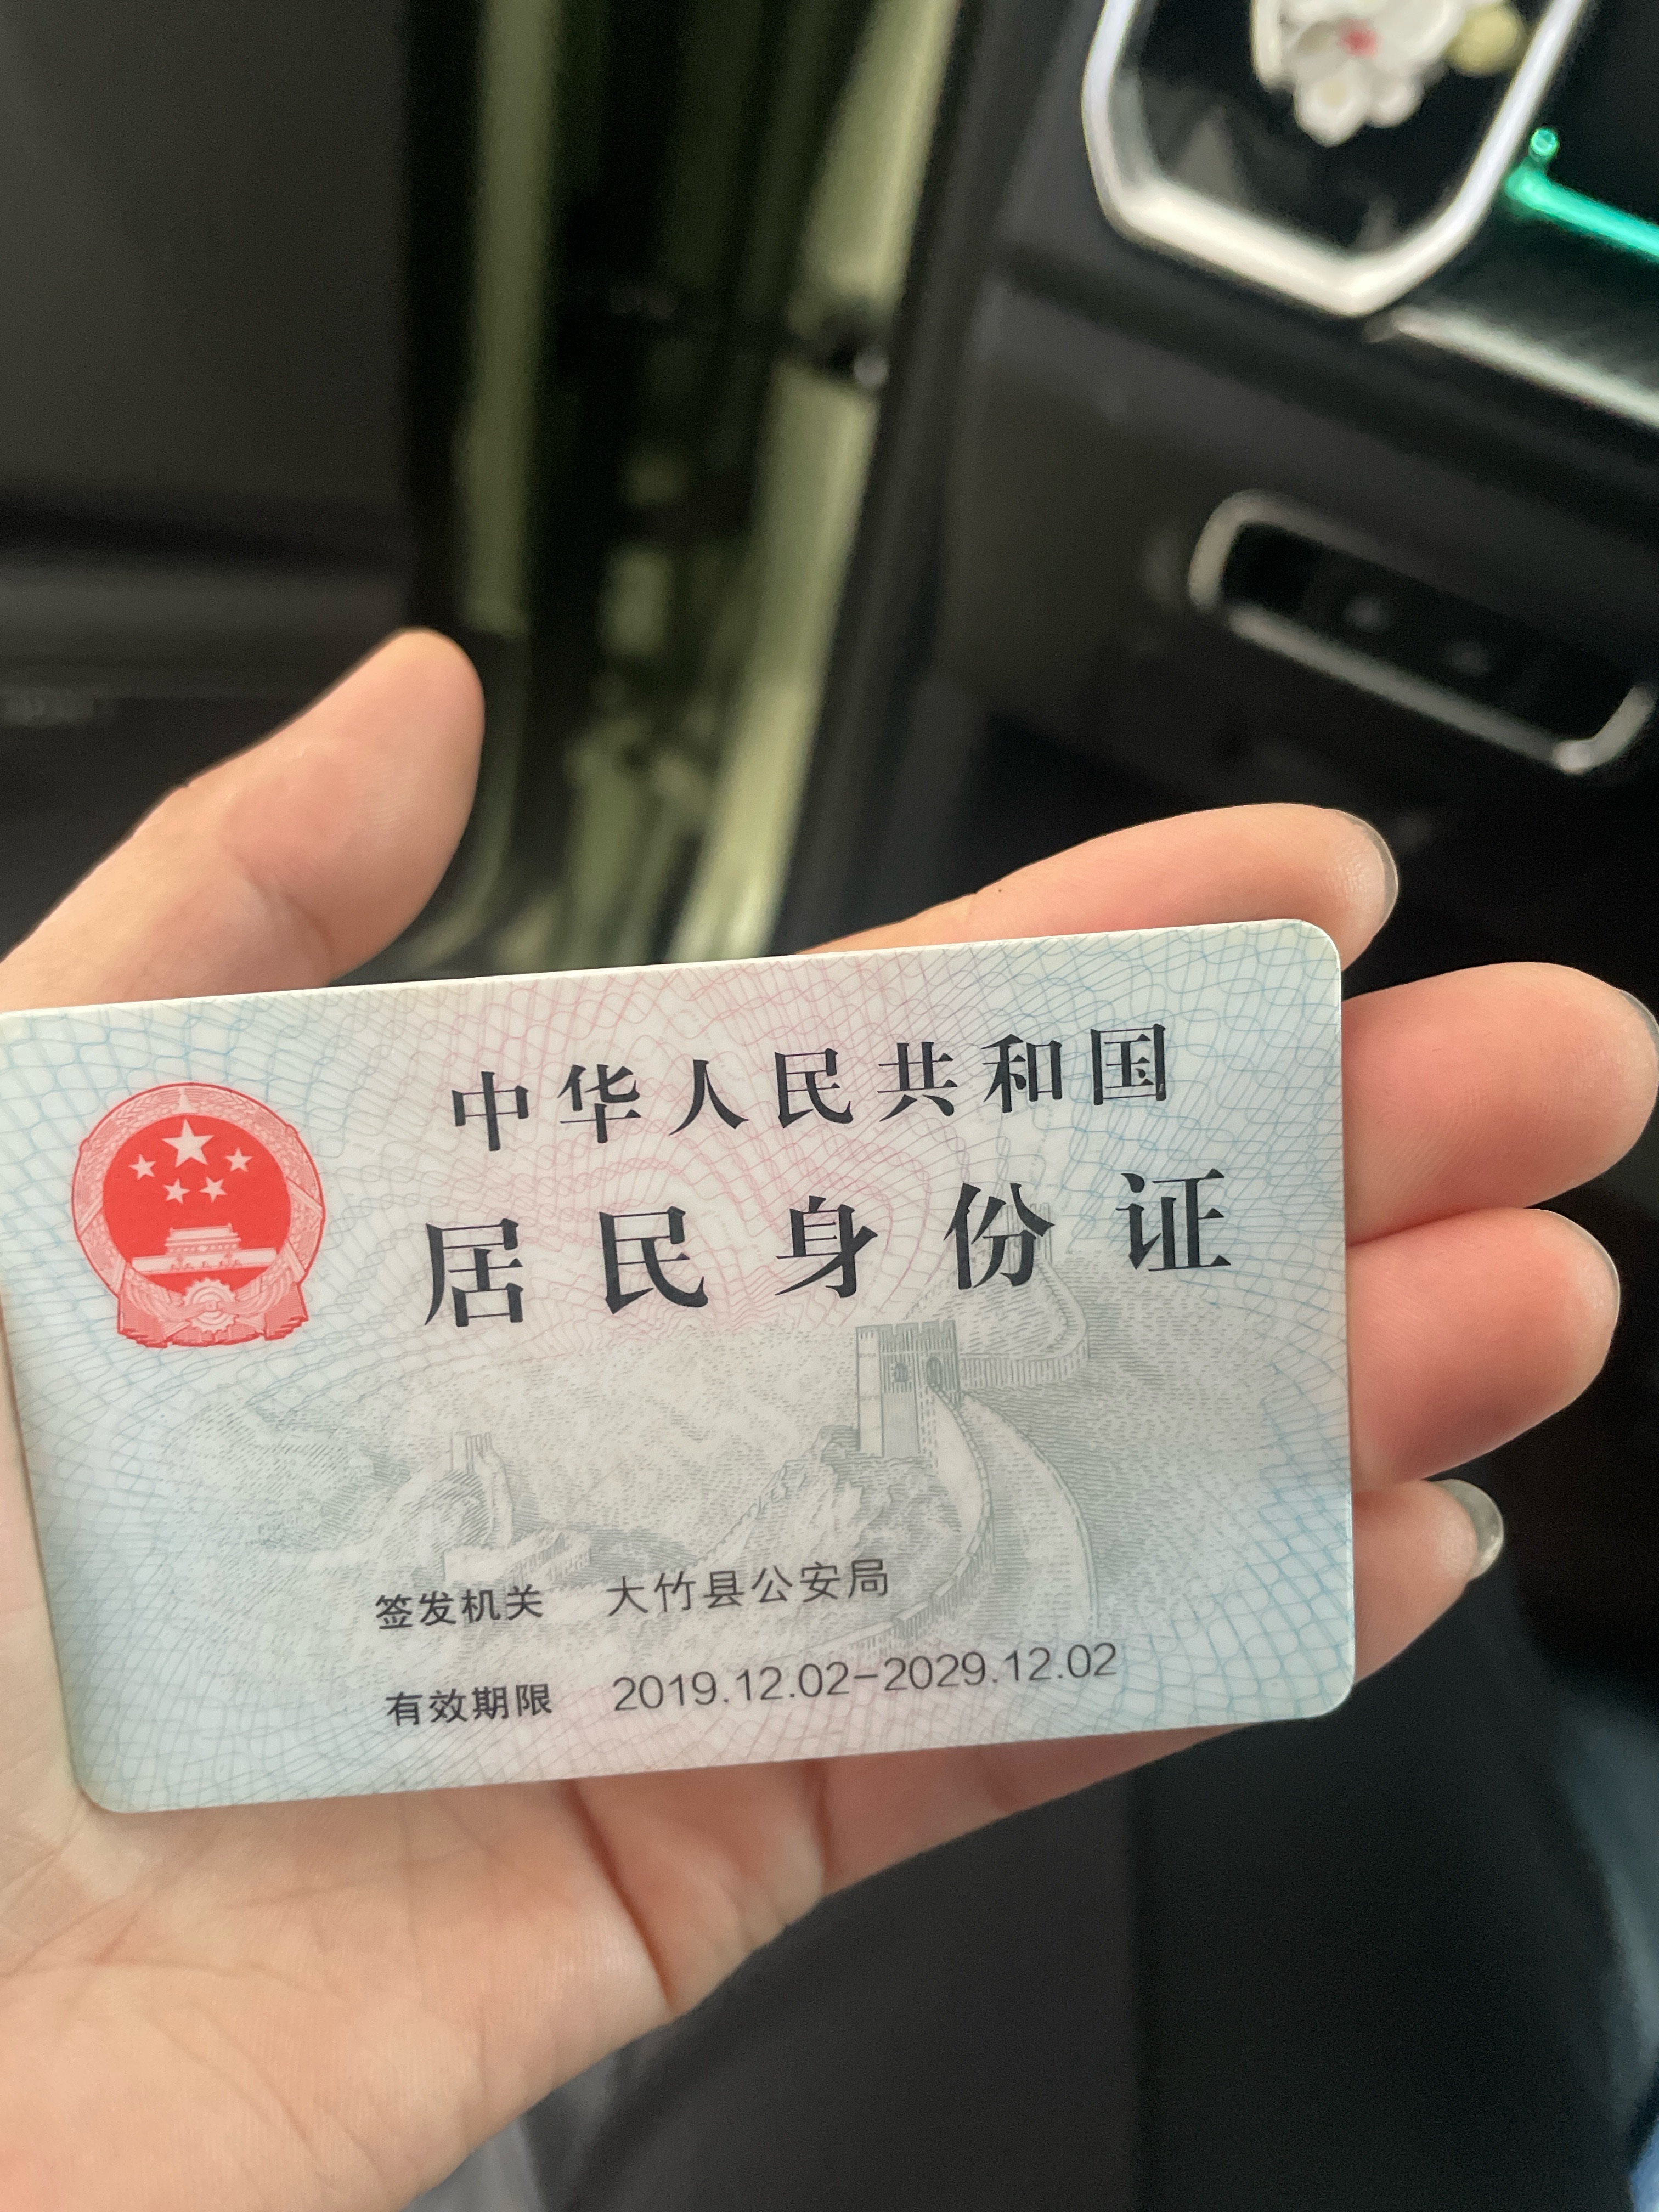 中华人民共和国
居民身份证
签发机关 大竹县公安局
有效期限 2019.12.02-2029.12.02